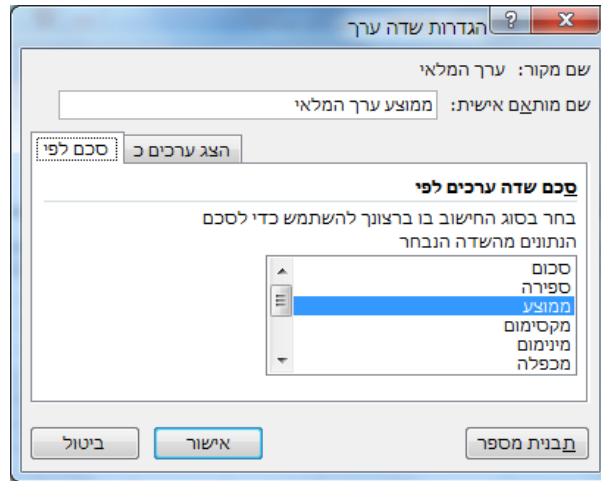 הגדרות שדה ערך
שם מקור: ערך המלאי
שם מותאם אישית: ממוצע ערך המלאי
סכם לפי הצג ערכים כ
סכם שדה ערכים לפי
בחר בסוג החישוב בו ברצונך להשתמש כדי לסכם
הנתונים מהשדה הנבחר
סכום
ספירה
ממוצע
מקסימום
מינימום
מכפלה
תבנית מספר אישור ביטול